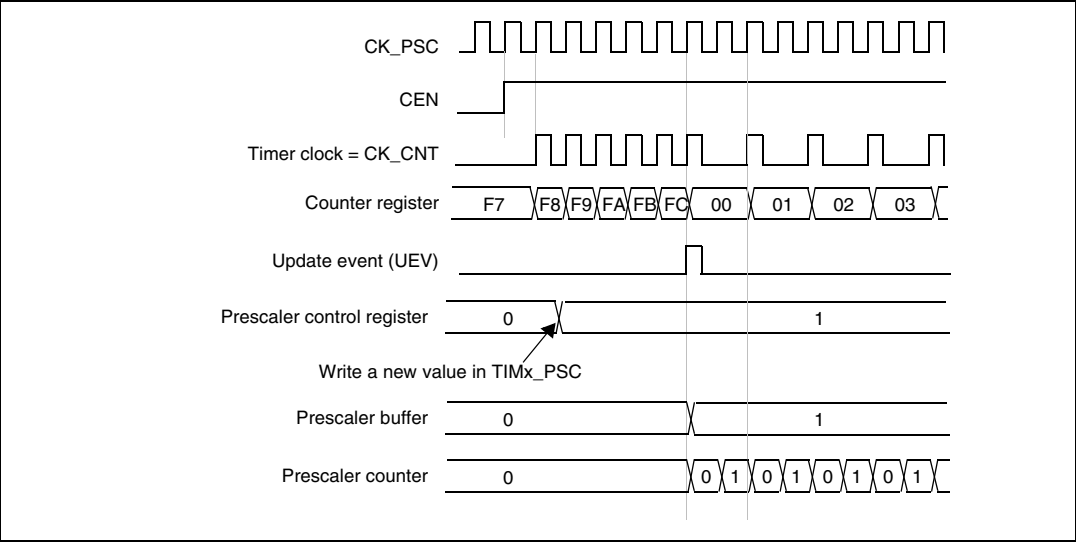 CK_PSC
CEN
Timer clock = CK_CNT
Counter register F7 F8 F9 FA FB FC 00 01 02 03
Update event (UEV)
Prescaler control register 0 1
Write a new value in TIMx_PSC
Prescaler buffer 0 1
Prescaler counter 0 0 1 0 1 0 1 0 1